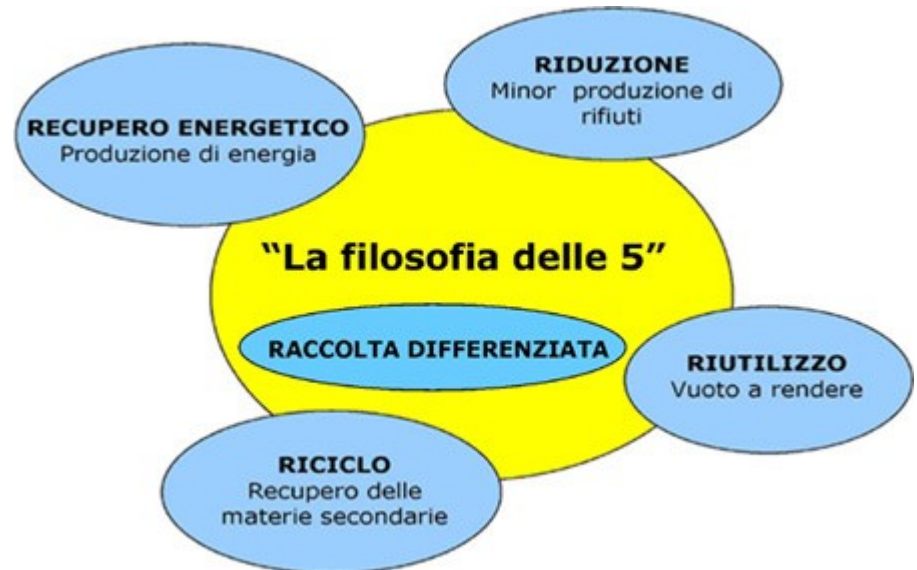 RIDUZIONE
Minor produzione di
rifiuti
RECUPERO ENERGETICO
Produzione di energia
“La filosofia delle 5”
RACCOLTA DIFFERENZIATA
RIUTILIZZO
Vuoto a rendere
RICICLO
Recupero delle
materie secondarie